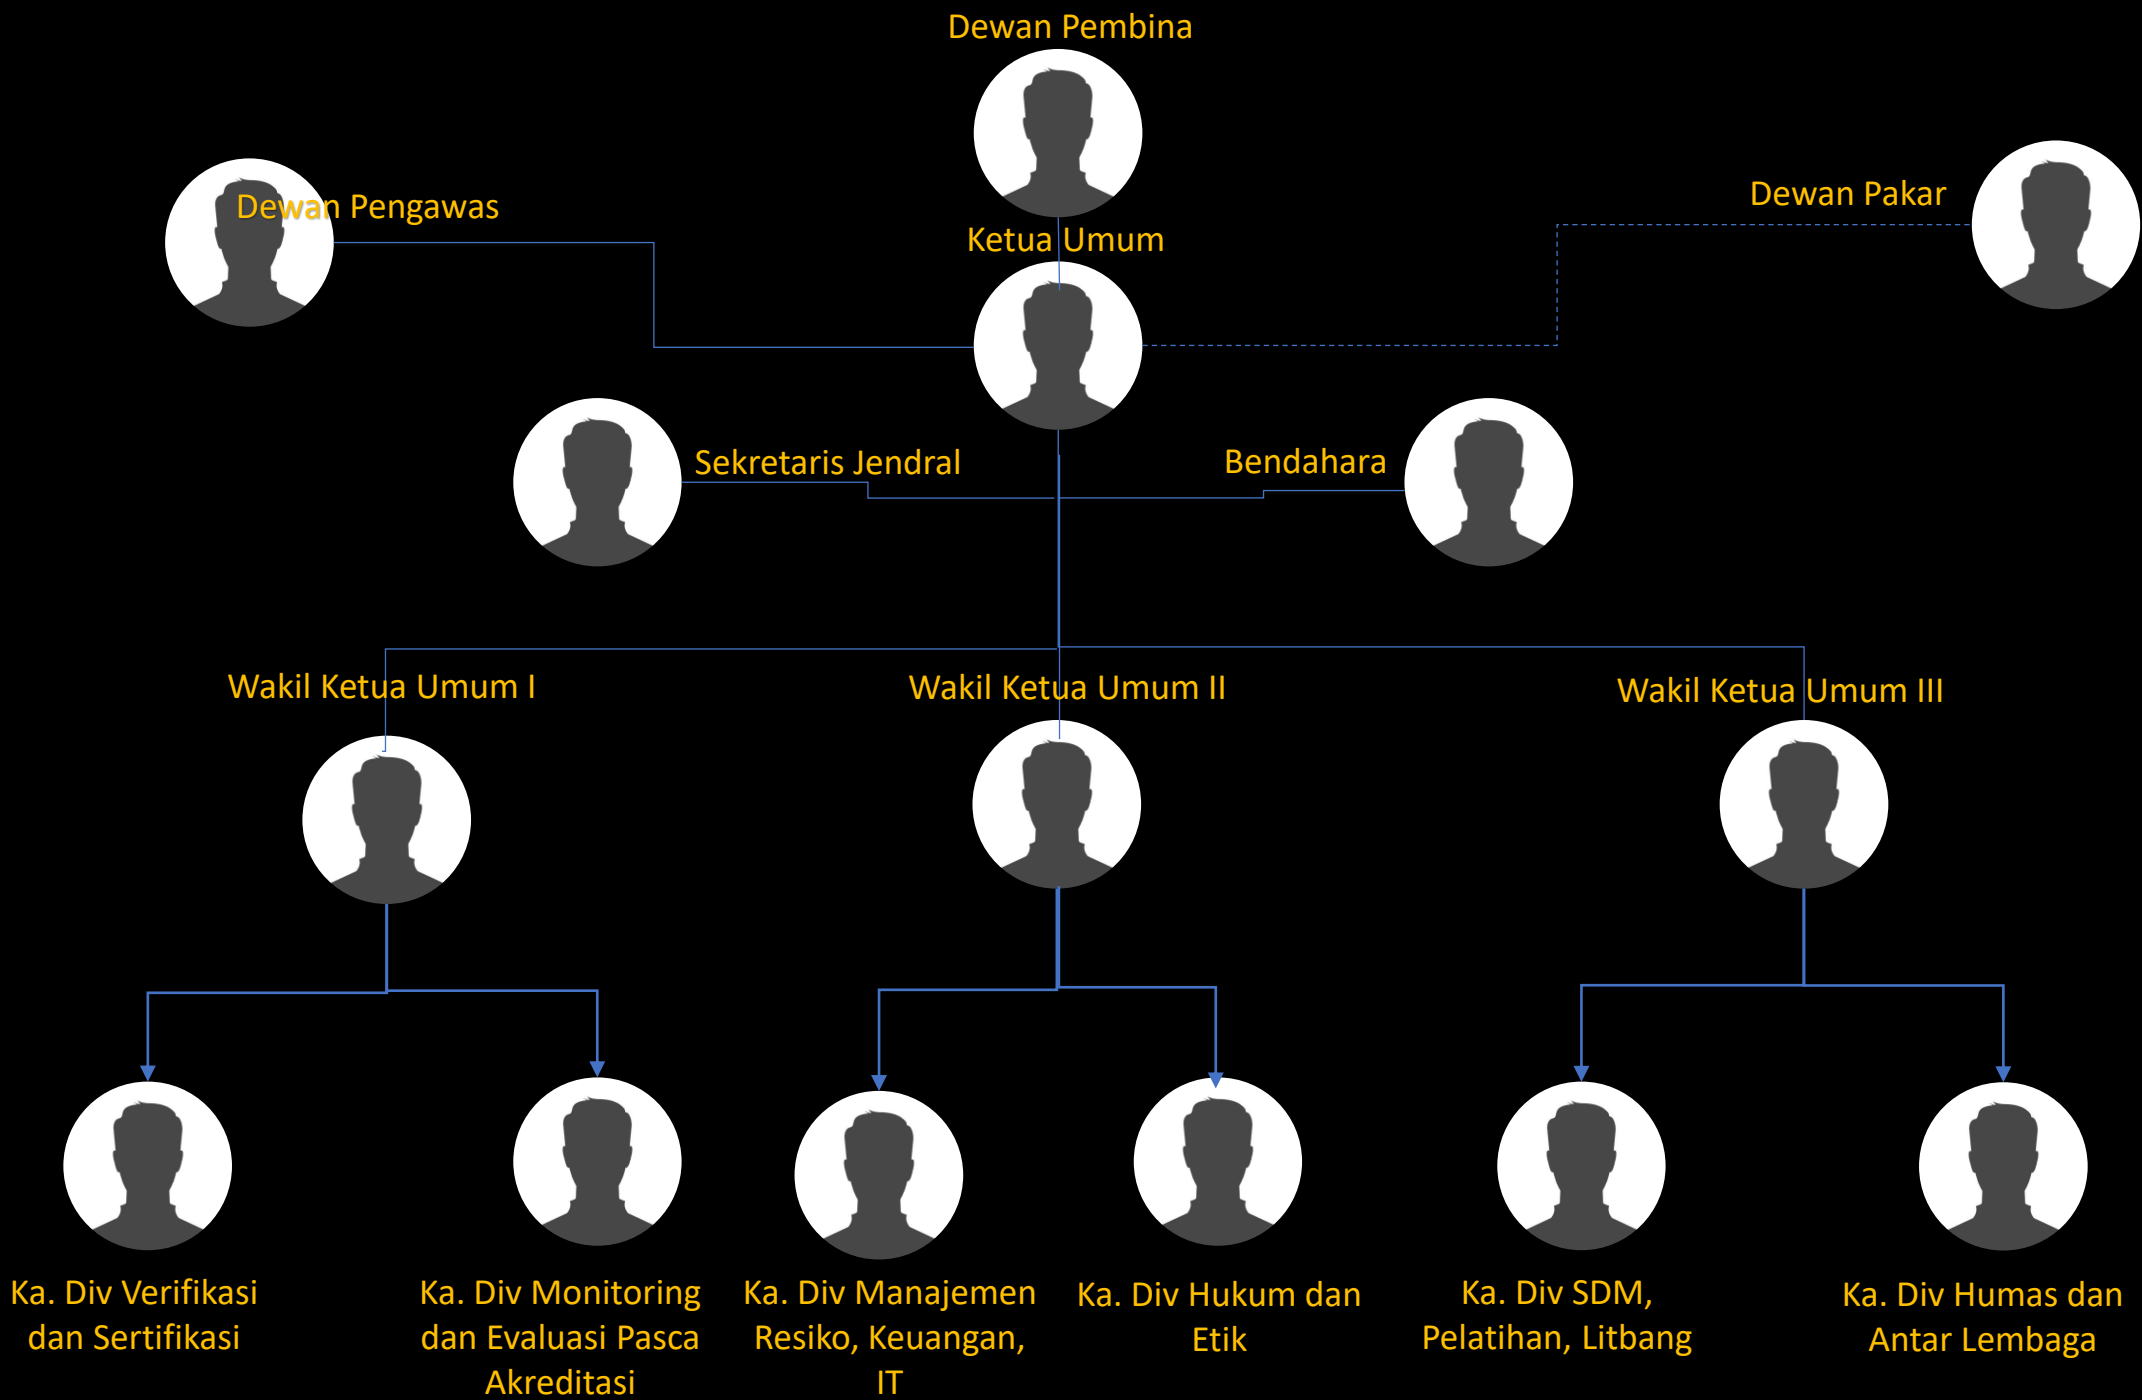 Dewan Pembina
Dewan Pengawas
Dewan Pakar
Ketua Umum
Sekretaris Jendral
Bendahara
Wakil Ketua Umum I
Wakil Ketua Umum II
Wakil Ketua Umum III
Ka. Div Verifikasi
dan Sertifikasi
Ka. Div Monitoring
dan Evaluasi Pasca
Akreditasi
Ka. Div Manajemen
Resiko, Keuangan,
IT
Ka. Div Hukum dan
Etik
Ka. Div SDM,
Pelatihan, Litbang
Ka. Div Humas dan
Antar Lembaga